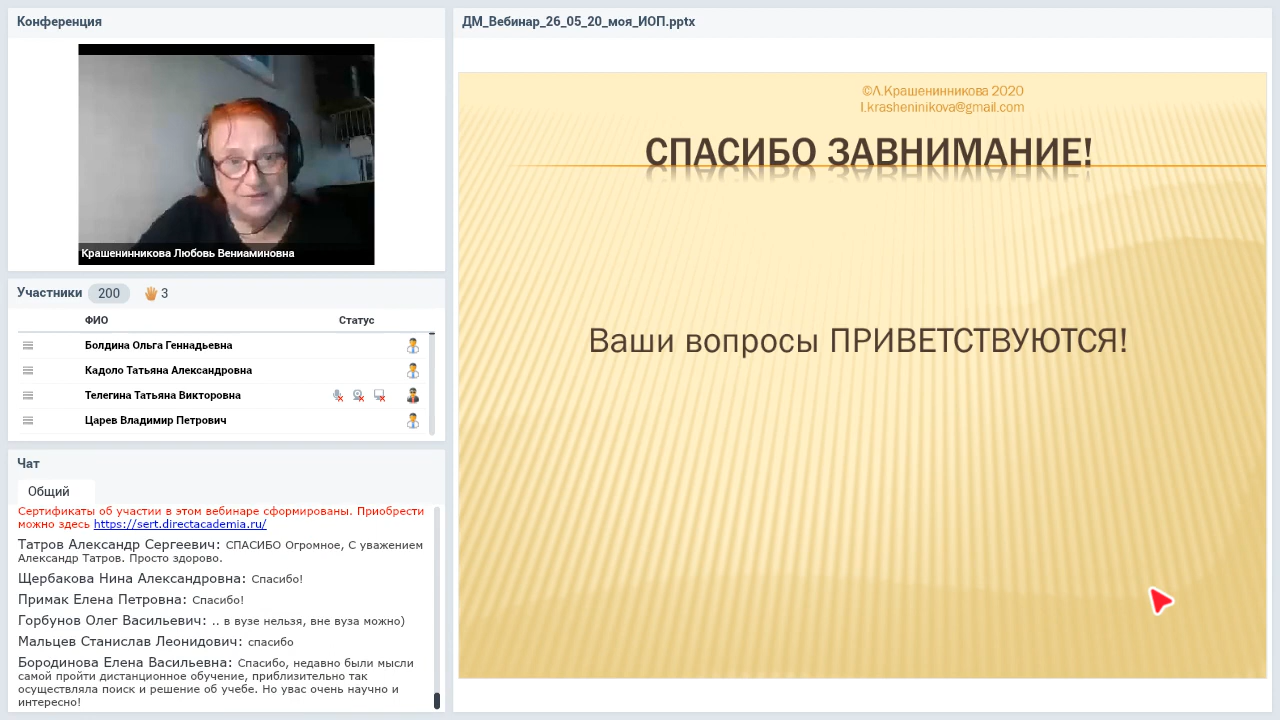 Конференция
Крашенинникова Любовь Вениаминовна
Участники 200 3
ФИО Статус
Болдина Ольга Геннадьевна
Кадоло Татьяна Александровна
Телегина Татьяна Викторовна
Царев Владимир Петрович
Чат
Общий
Сертификаты об участии в этом вебинаре сформированы. Приобрести
можно здесь https://sert.directacademia.ru/
Татров Александр Сергеевич: СПАСИБО Огромное, С уважением
Александр Татров. Просто здорово.
Щербакова Нина Александровна: Спасибо!
Примак Елена Петровна: Спасибо!
Горбунов Олег Васильевич: .. в вузе нельзя, вне вуза можно)
Мальцев Станислав Леонидович: спасибо
Бородинова Елена Васильевна: Спасибо, недавно были мысли
самой пройти дистанционное обучение, приблизительно так
осуществляла поиск и решение об учебе. Но увас очень научно и
интересно!
ДМ_Вебинар_26_05_20_моя_ИОП.pptx
©Л.Крашенинникова 2020
l.krasheninikova@gmail.com
СПАСИБО ЗАВНИМАНИЕ!
Ваши вопросы ПРИВЕТСТВУЮТСЯ!